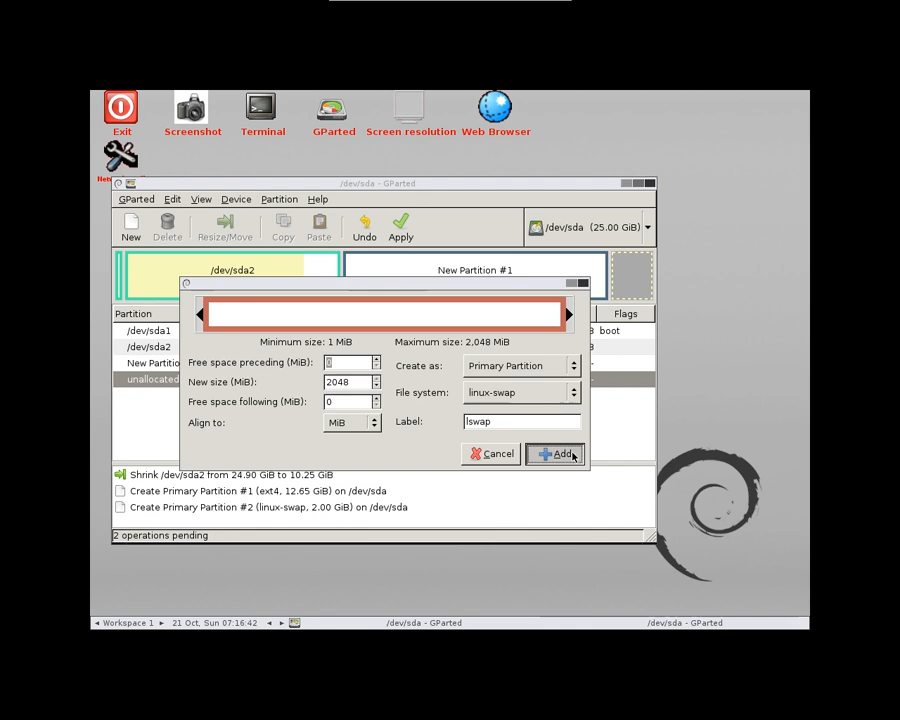 Exit Screenshot Terminal GParted Screen resolution Web Browser
/dev/sda - GParted
GParted Edit View Device Partition Help
New Delete Resize/Move Copy Paste Undo Apply /dev/sda (25.00 GiB)
/dev/sda2 New Partition #1
Partition Flags
/dev/sda1 boot
/dev/sda2
New Partitio
unallocated
Minimum size: 1 MiB Maximum size: 2,048 MiB
Free space preceding (MiB): 0 Create as: Primary Partition
New size (MiB): 2048 File system: linux-swap
Free space following (MiB): 0
Align to: MiB Label: lswap
Cancel Add
Shrink /dev/sda2 from 24.90 GiB to 10.25 GiB
Create Primary Partition #1 (ext4, 12.65 GiB) on /dev/sda
Create Primary Partition #2 (linux-swap, 2.00 GiB) on /dev/sda
2 operations pending
Workspace 1 21 Oct, Sun 07:16:42 /dev/sda - GParted /dev/sda - GParted